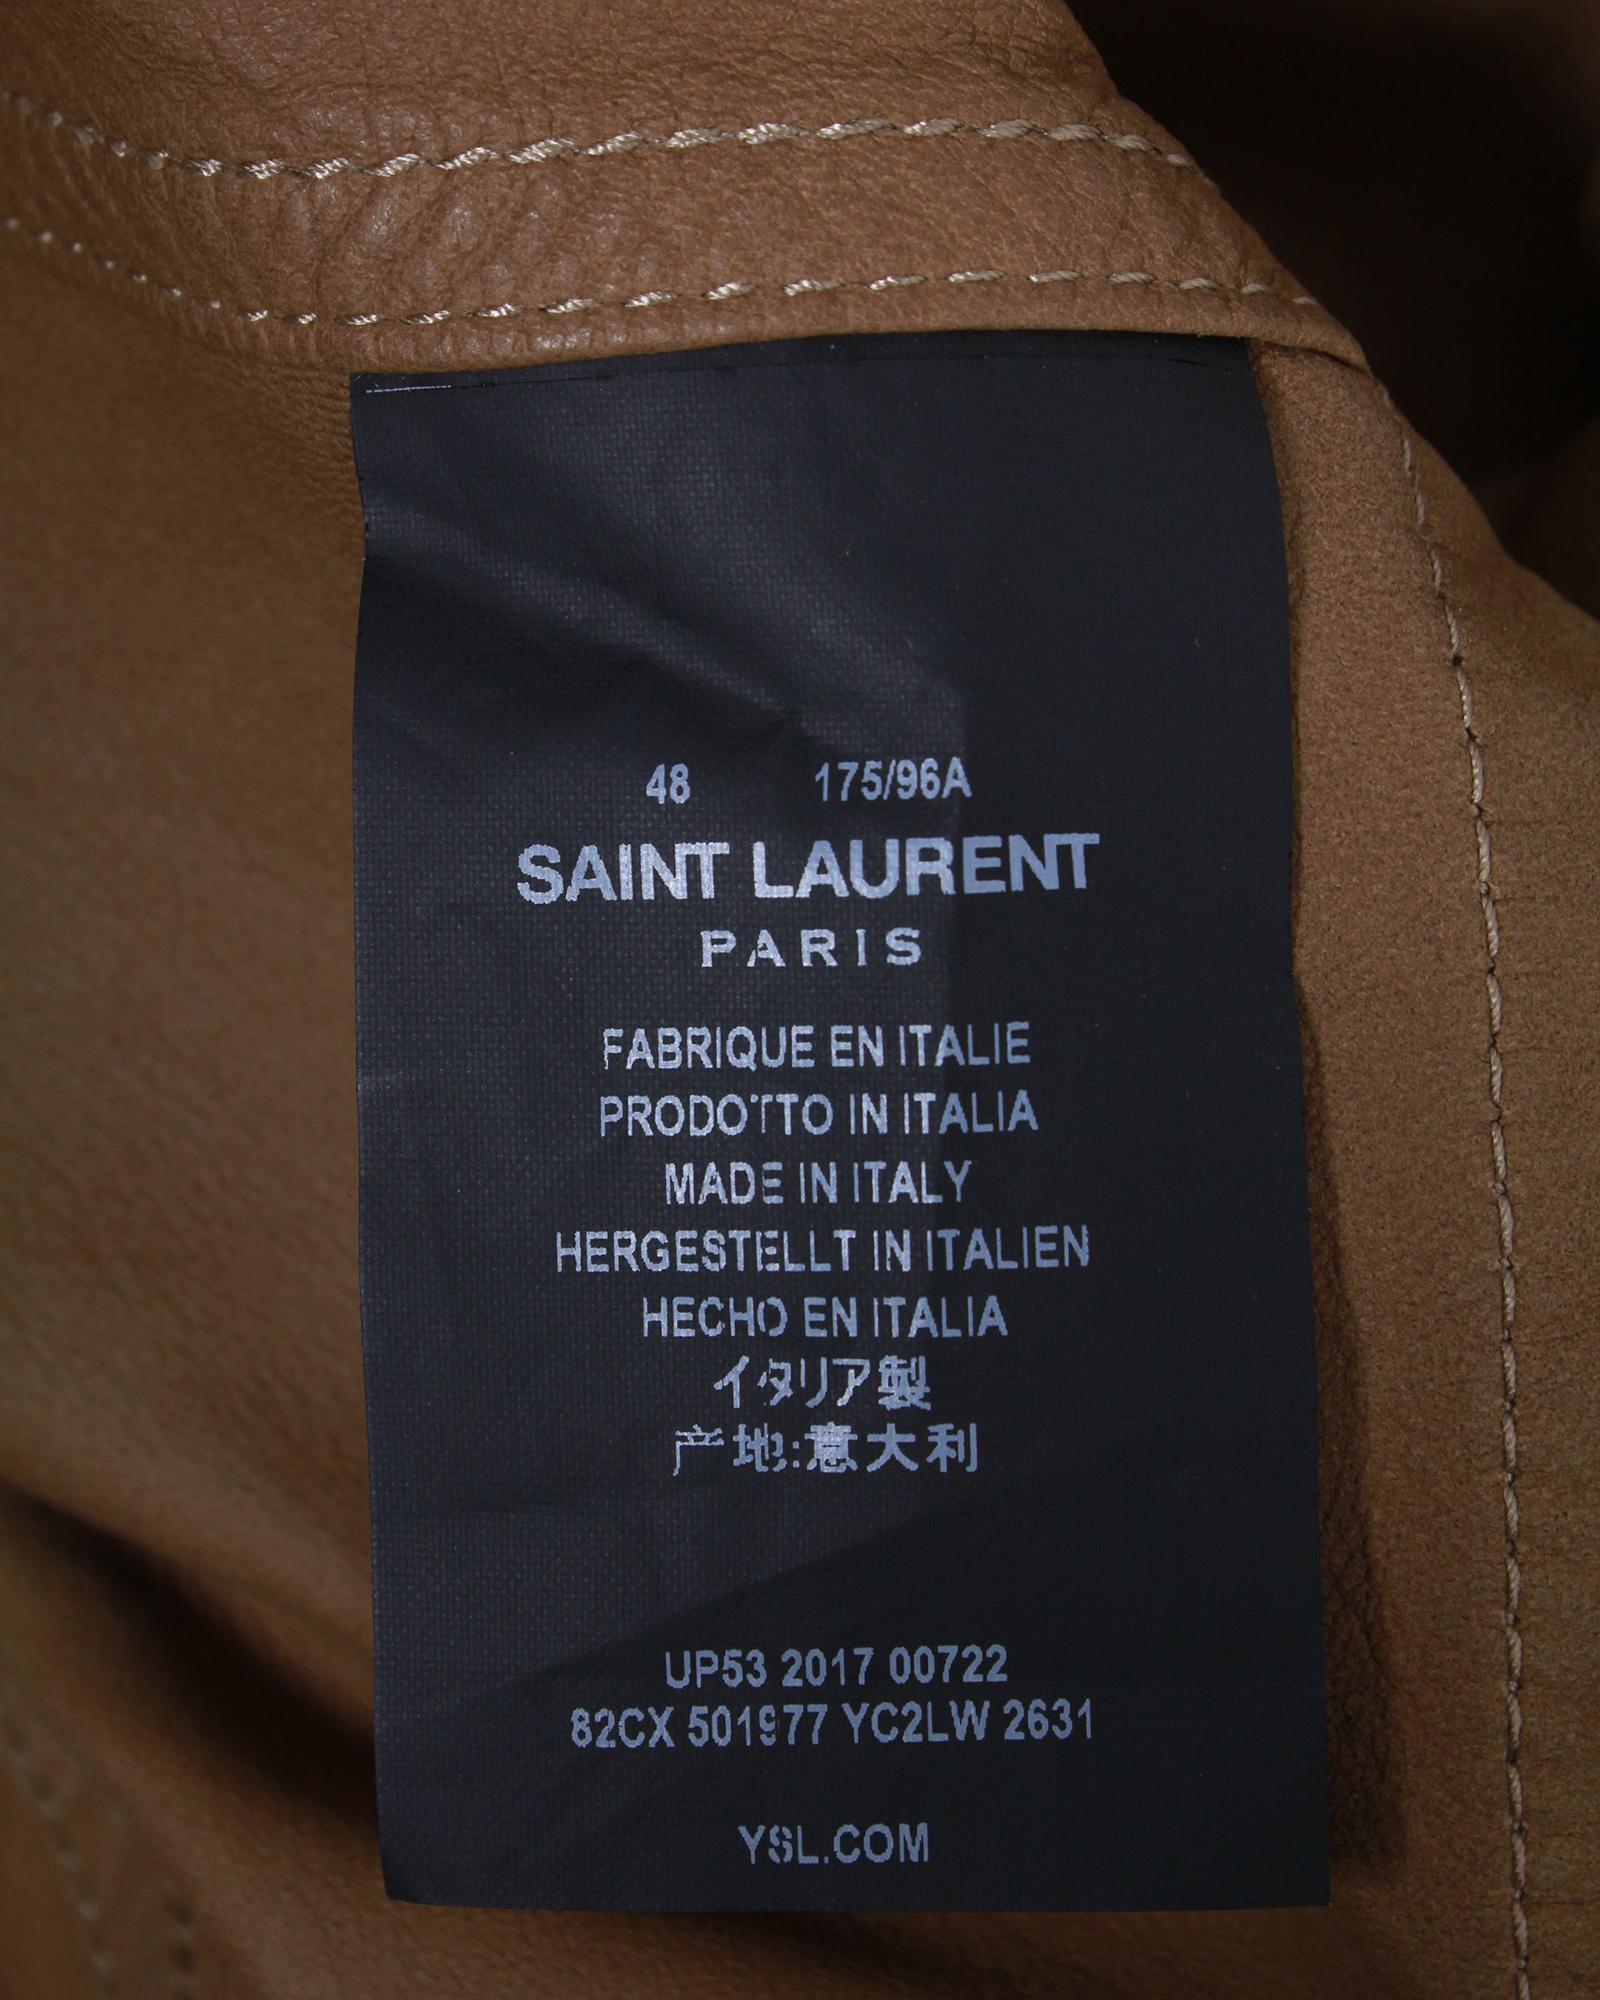 48 175/96A
SAINT LAURENT
PARIS
FABRIQUE EN ITALIE
PRODOTTO IN ITALIA
MADE IN ITALY
HERGESTELLT IN ITALIEN
HECHO EN ITALIA
イタリア製
产地:意大利
UP53 2017 00722
82CX 501977 YC2LW 2631
YSL.COM